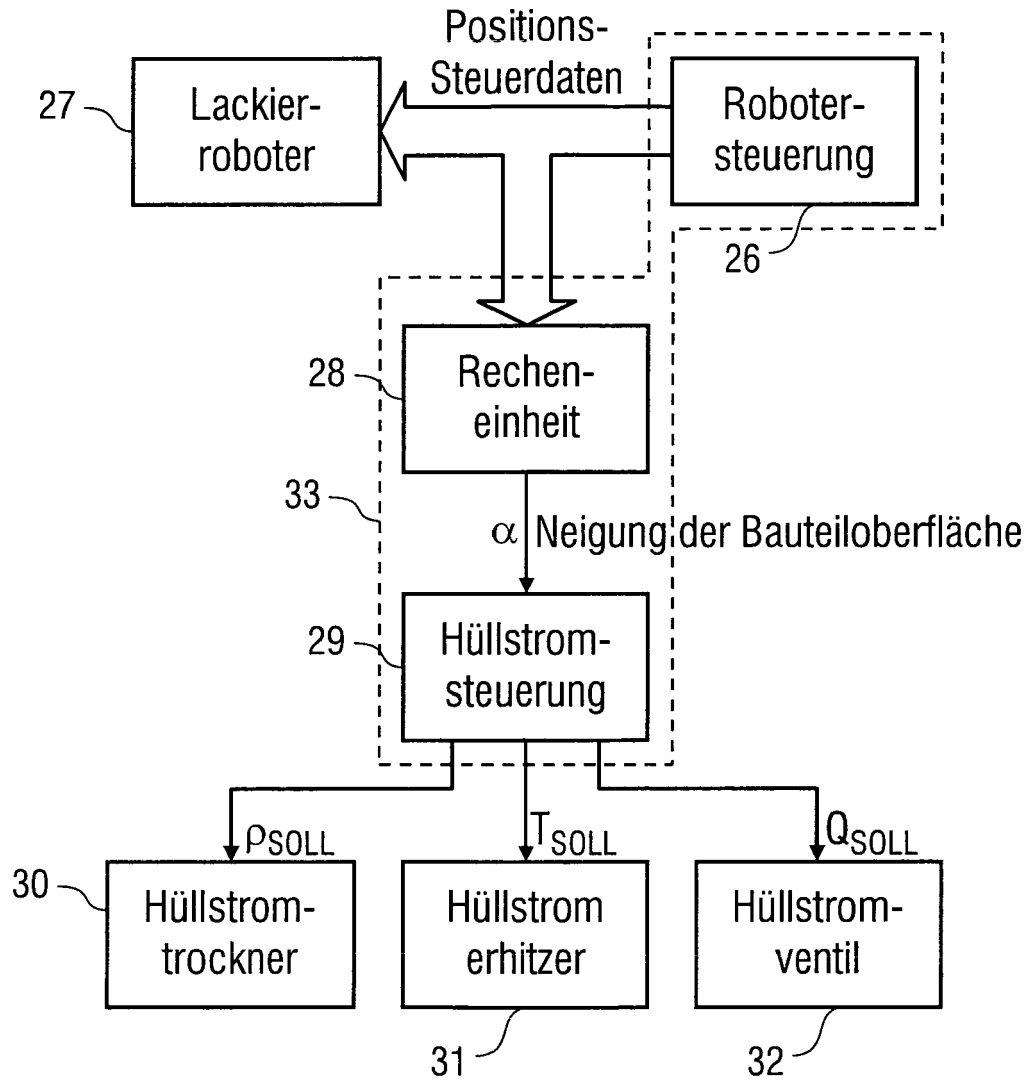 Positions-
Steuerdaten
27
Lackier-
roboter
Roboter-
steuerung
26
28
Rechen-
einheit
33
α Neigung der Bauteiloberfläche
29
Hüllstrom-
steuerung
ρSOLL
TSOLL
QSOLL
30
Hüllstrom-
trockner
Hüllstrom
erhitzer
Hüllstrom-
ventil
31
32